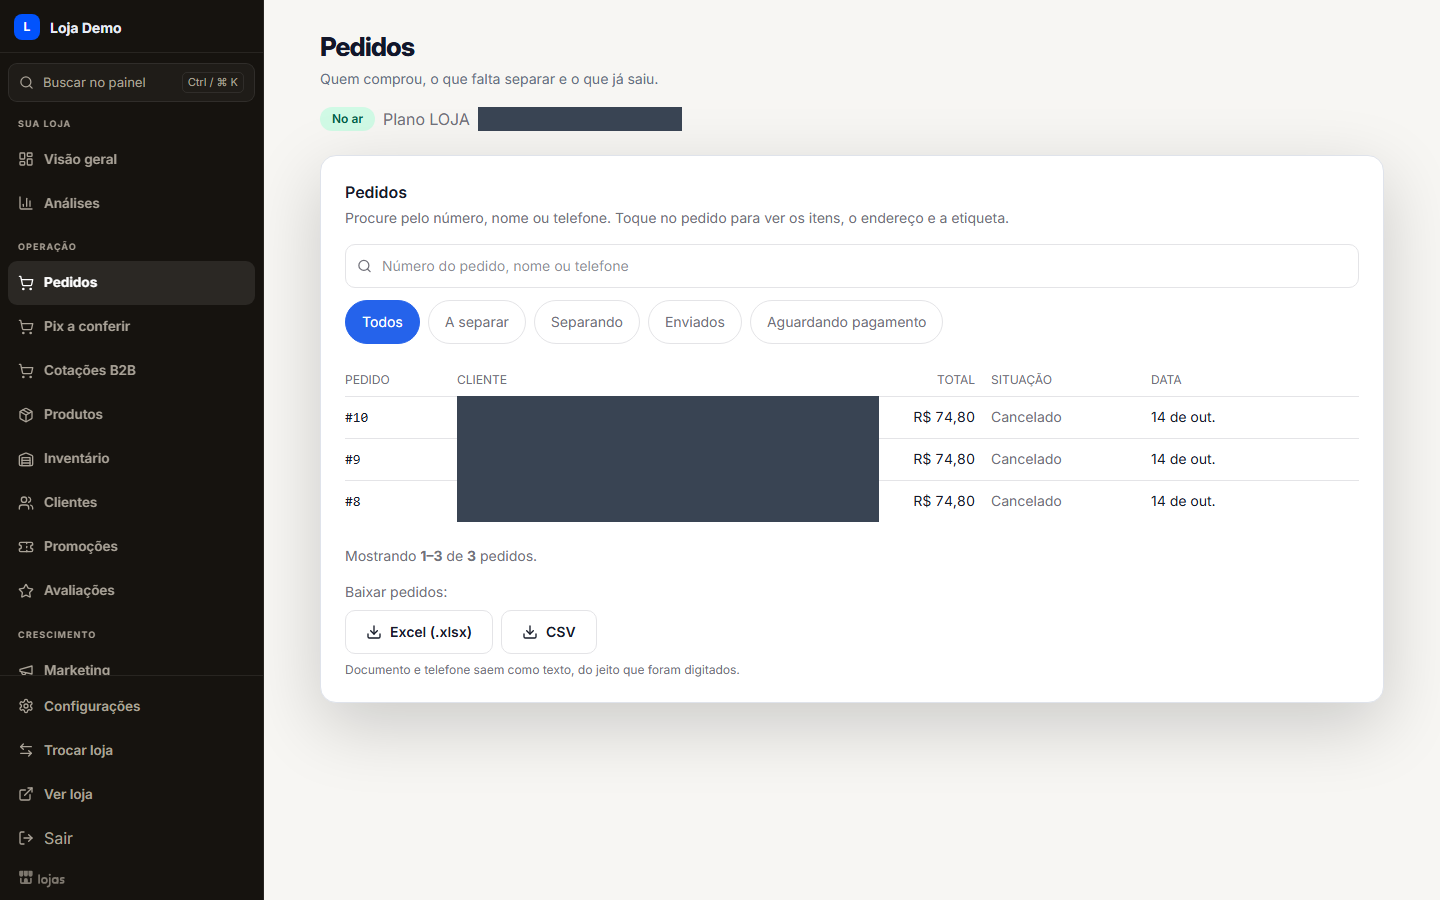 L Loja Demo
Buscar no painel Ctrl / ⌘ K
SUA LOJA
Visão geral
Análises
OPERAÇÃO
Pedidos
Pix a conferir
Cotações B2B
Produtos
Inventário
Clientes
Promoções
Avaliações
CRESCIMENTO
Marketing
Configurações
Trocar loja
Ver loja
Sair
lojas
Pedidos
Quem comprou, o que falta separar e o que já saiu.
No ar Plano LOJA
Pedidos
Procure pelo número, nome ou telefone. Toque no pedido para ver os itens, o endereço e a etiqueta.
Número do pedido, nome ou telefone
Todos A separar Separando Enviados Aguardando pagamento
PEDIDO CLIENTE TOTAL SITUAÇÃO DATA
#10 R$ 74,80 Cancelado 14 de out.
#9 R$ 74,80 Cancelado 14 de out.
#8 R$ 74,80 Cancelado 14 de out.
Mostrando 1–3 de 3 pedidos.
Baixar pedidos:
Excel (.xlsx) CSV
Documento e telefone saem como texto, do jeito que foram digitados.